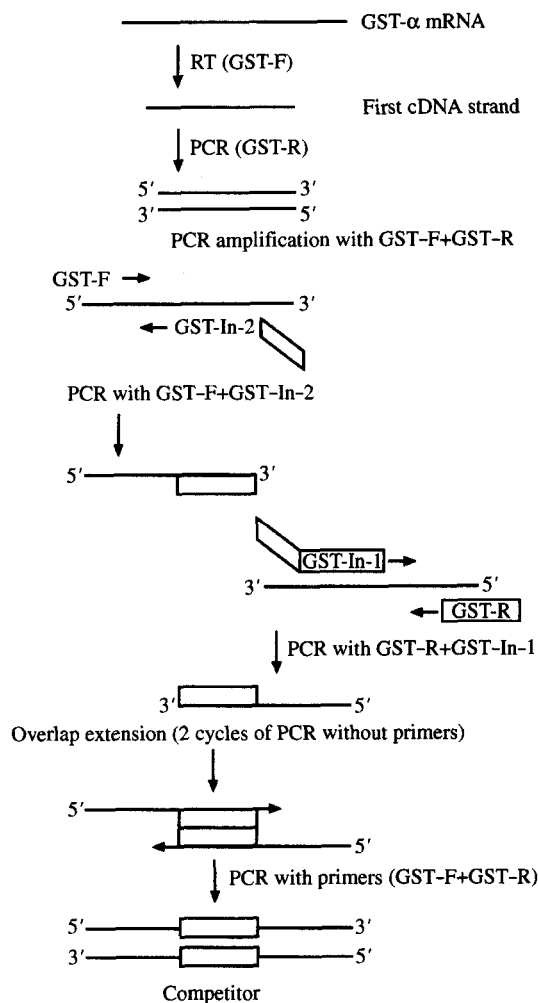 GST-α mRNA
RT (GST-F)
First cDNA strand
PCR (GST-R)
5′ 3′
3′ 5′
PCR amplification with GST-F+GST-R
GST-F
5′ 3′
GST-In-2
PCR with GST-F+GST-In-2
5′ 3′
GST-In-1
3′ 5′
GST-R
PCR with GST-R+GST-In-1
3′ 5′
Overlap extension (2 cycles of PCR without primers)
5′
5′
PCR with primers (GST-F+GST-R)
5′ 3′
3′ 5′
Competitor